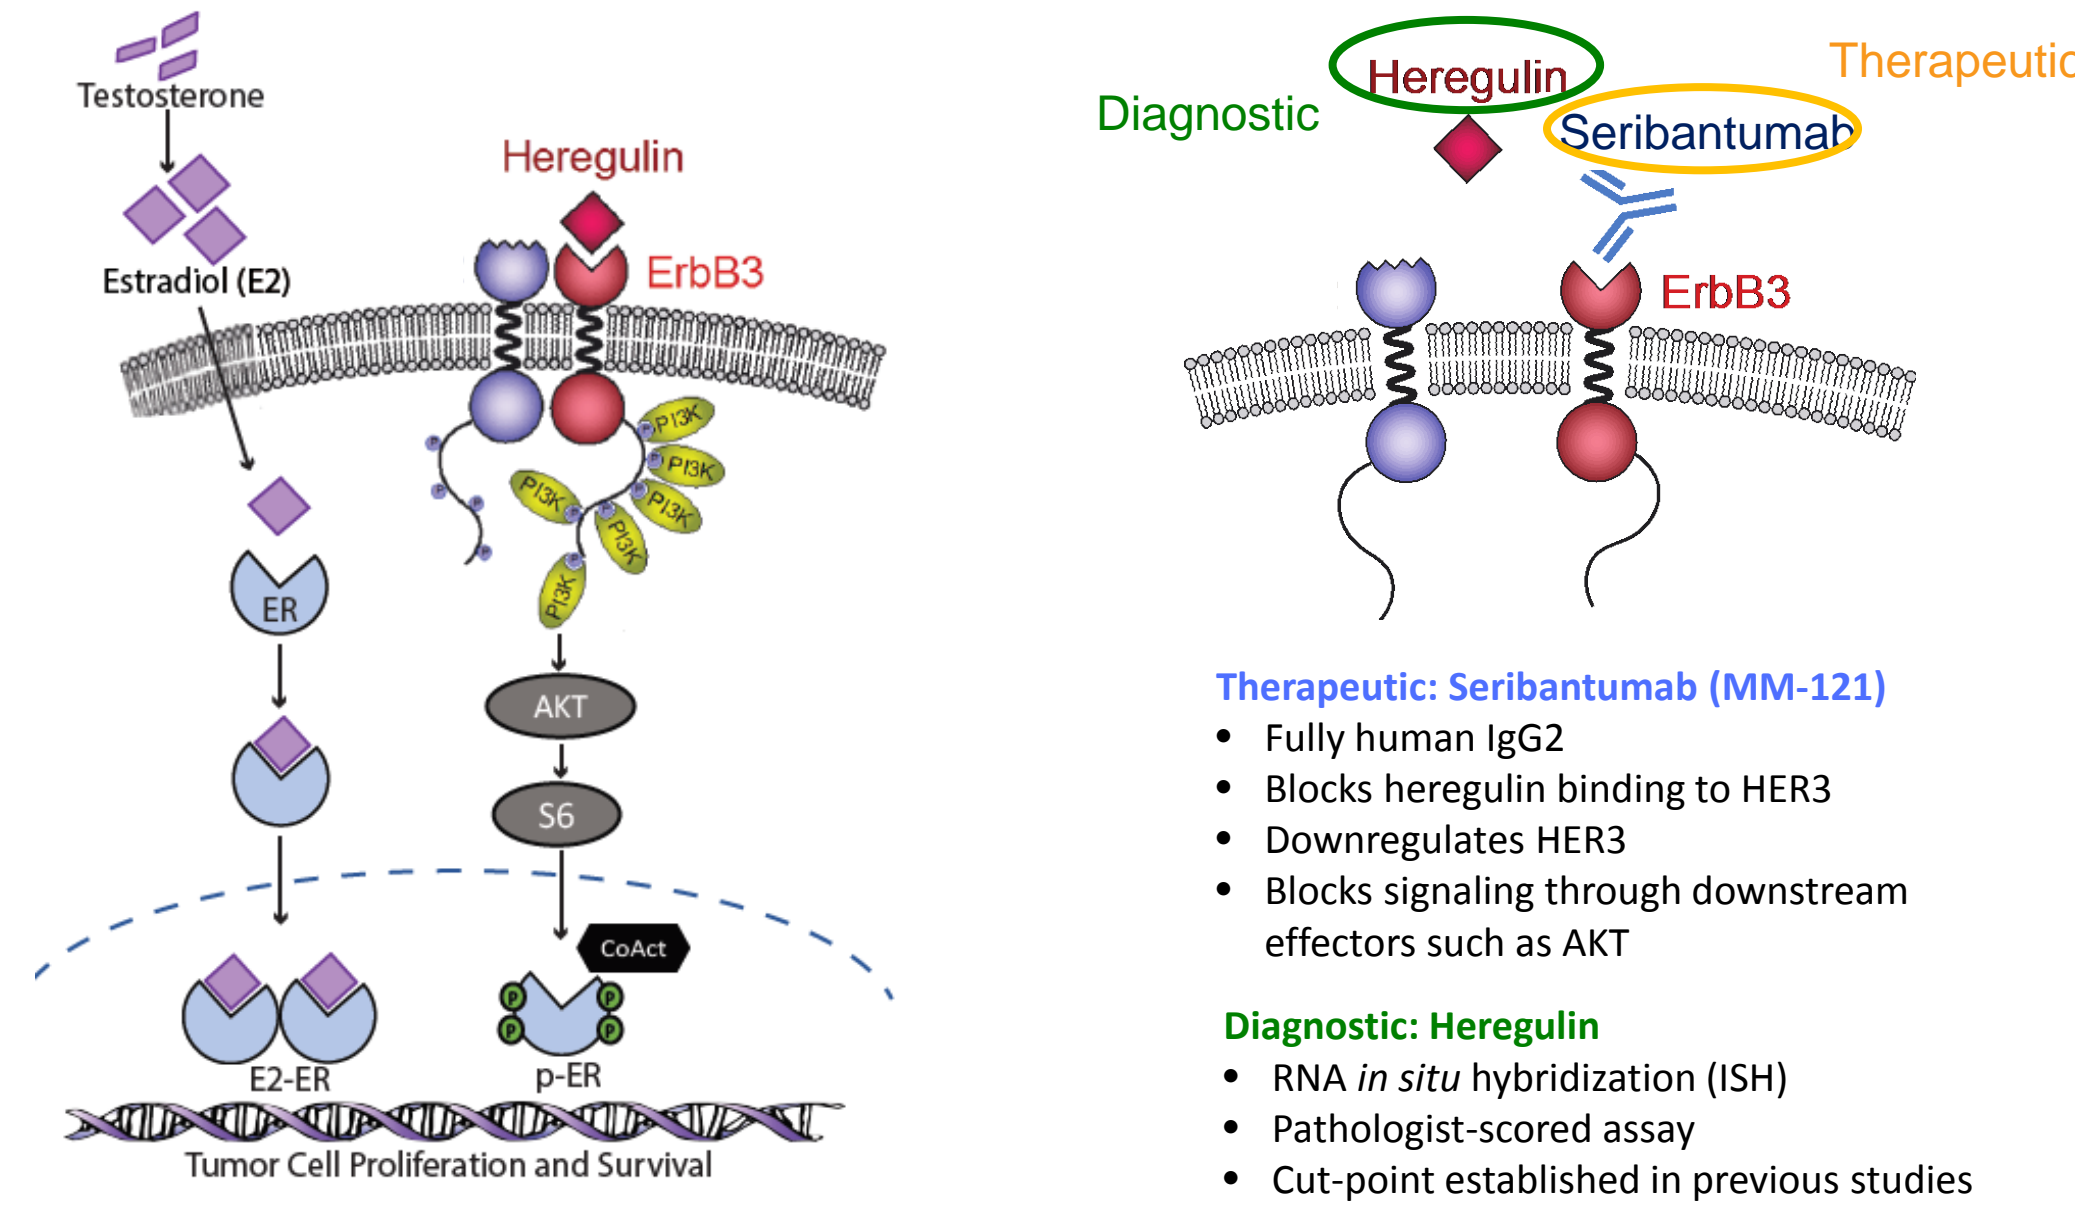 Testosterone
Estradiol (E2)
Heregulin
ErbB3
PI3K
PI3K
PI3K
PI3K
PI3K
PI3K
P
P
P
P
P
P
P
P
P
P
ER
AKT
S6
CoAct
P
P
P
P
E2-ER
p-ER
Tumor Cell Proliferation and Survival
Diagnostic
Heregulin
Therapeutic
Seribantumab
ErbB3
Therapeutic: Seribantumab (MM-121)
• Fully human IgG2
• Blocks heregulin binding to HER3
• Downregulates HER3
• Blocks signaling through downstream
effectors such as AKT
Diagnostic: Heregulin
• RNA in situ hybridization (ISH)
• Pathologist-scored assay
• Cut-point established in previous studies